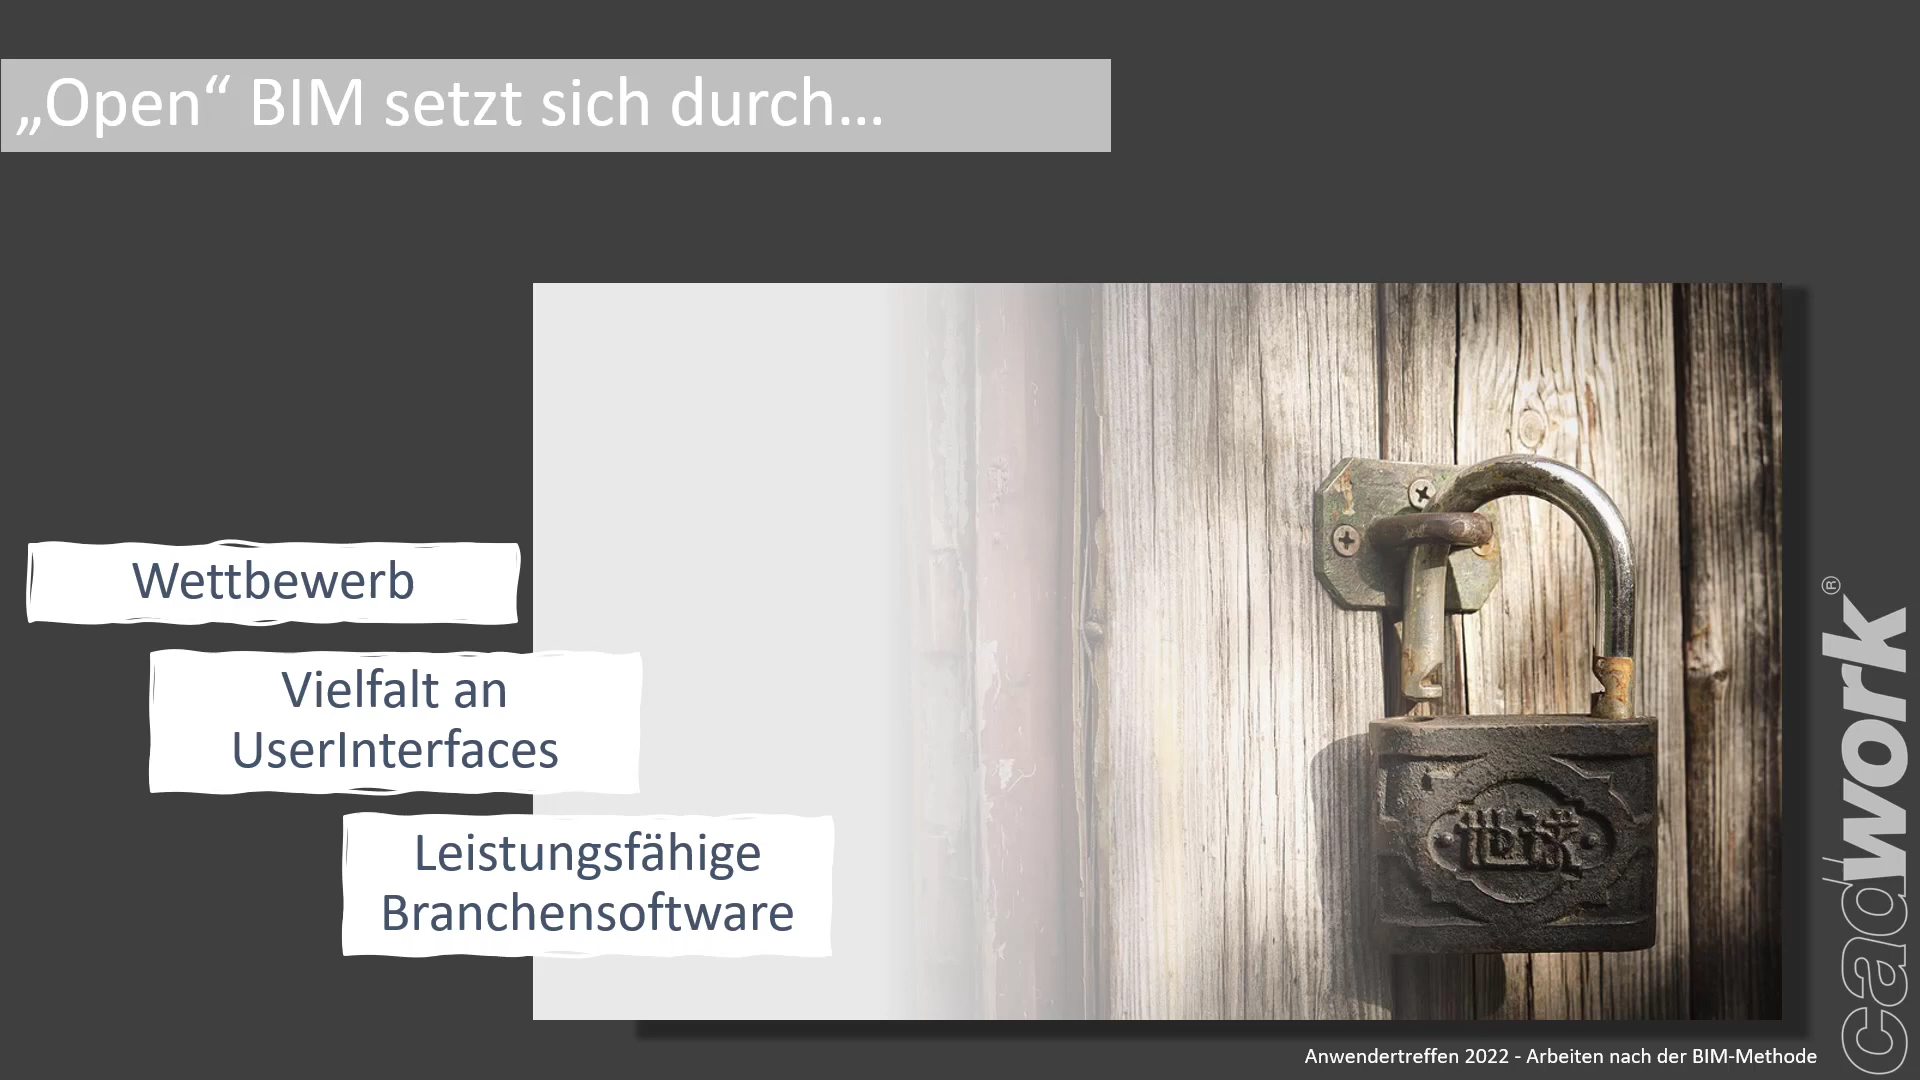 „Open“ BIM setzt sich durch...
Wettbewerb
Vielfalt an
UserInterfaces
Leistungsfähige
Branchensoftware
cadwork®
Anwendertreffen 2022 - Arbeiten nach der BIM-Methode